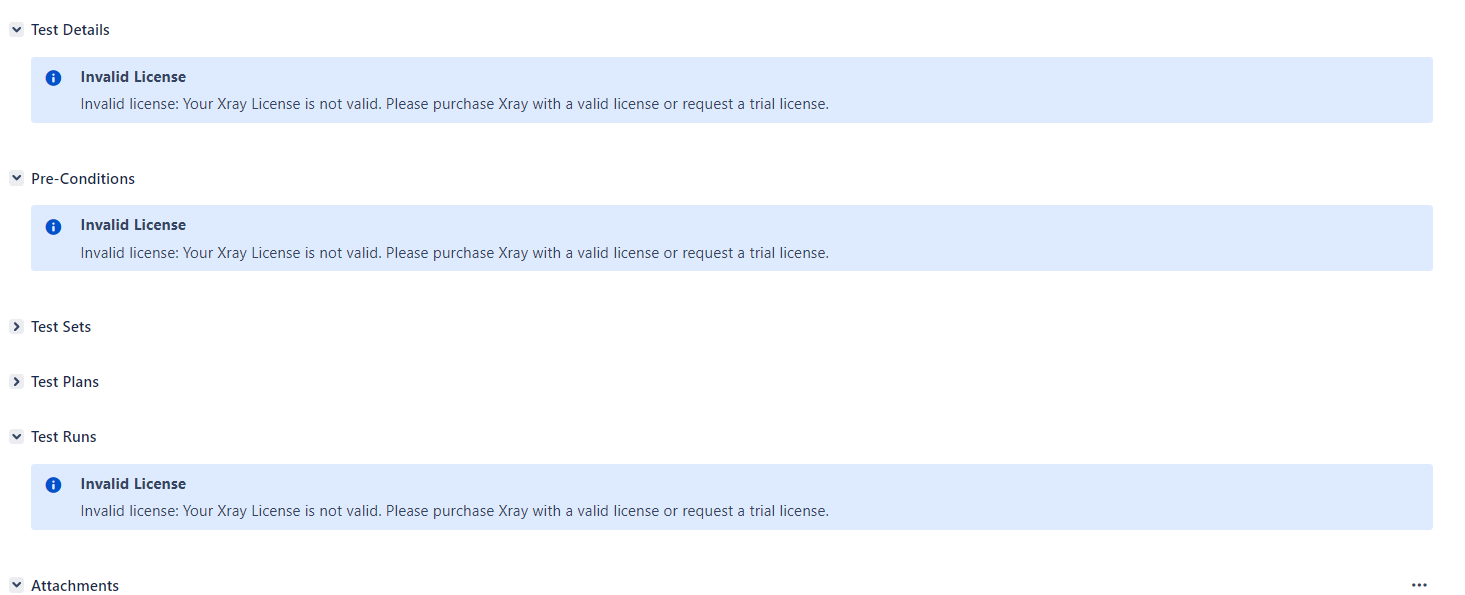 Test Details
Invalid License
Invalid license: Your Xray License is not valid. Please purchase Xray with a valid license or request a trial license.
Pre-Conditions
Invalid License
Invalid license: Your Xray License is not valid. Please purchase Xray with a valid license or request a trial license.
Test Sets
Test Plans
Test Runs
Invalid License
Invalid license: Your Xray License is not valid. Please purchase Xray with a valid license or request a trial license.
Attachments